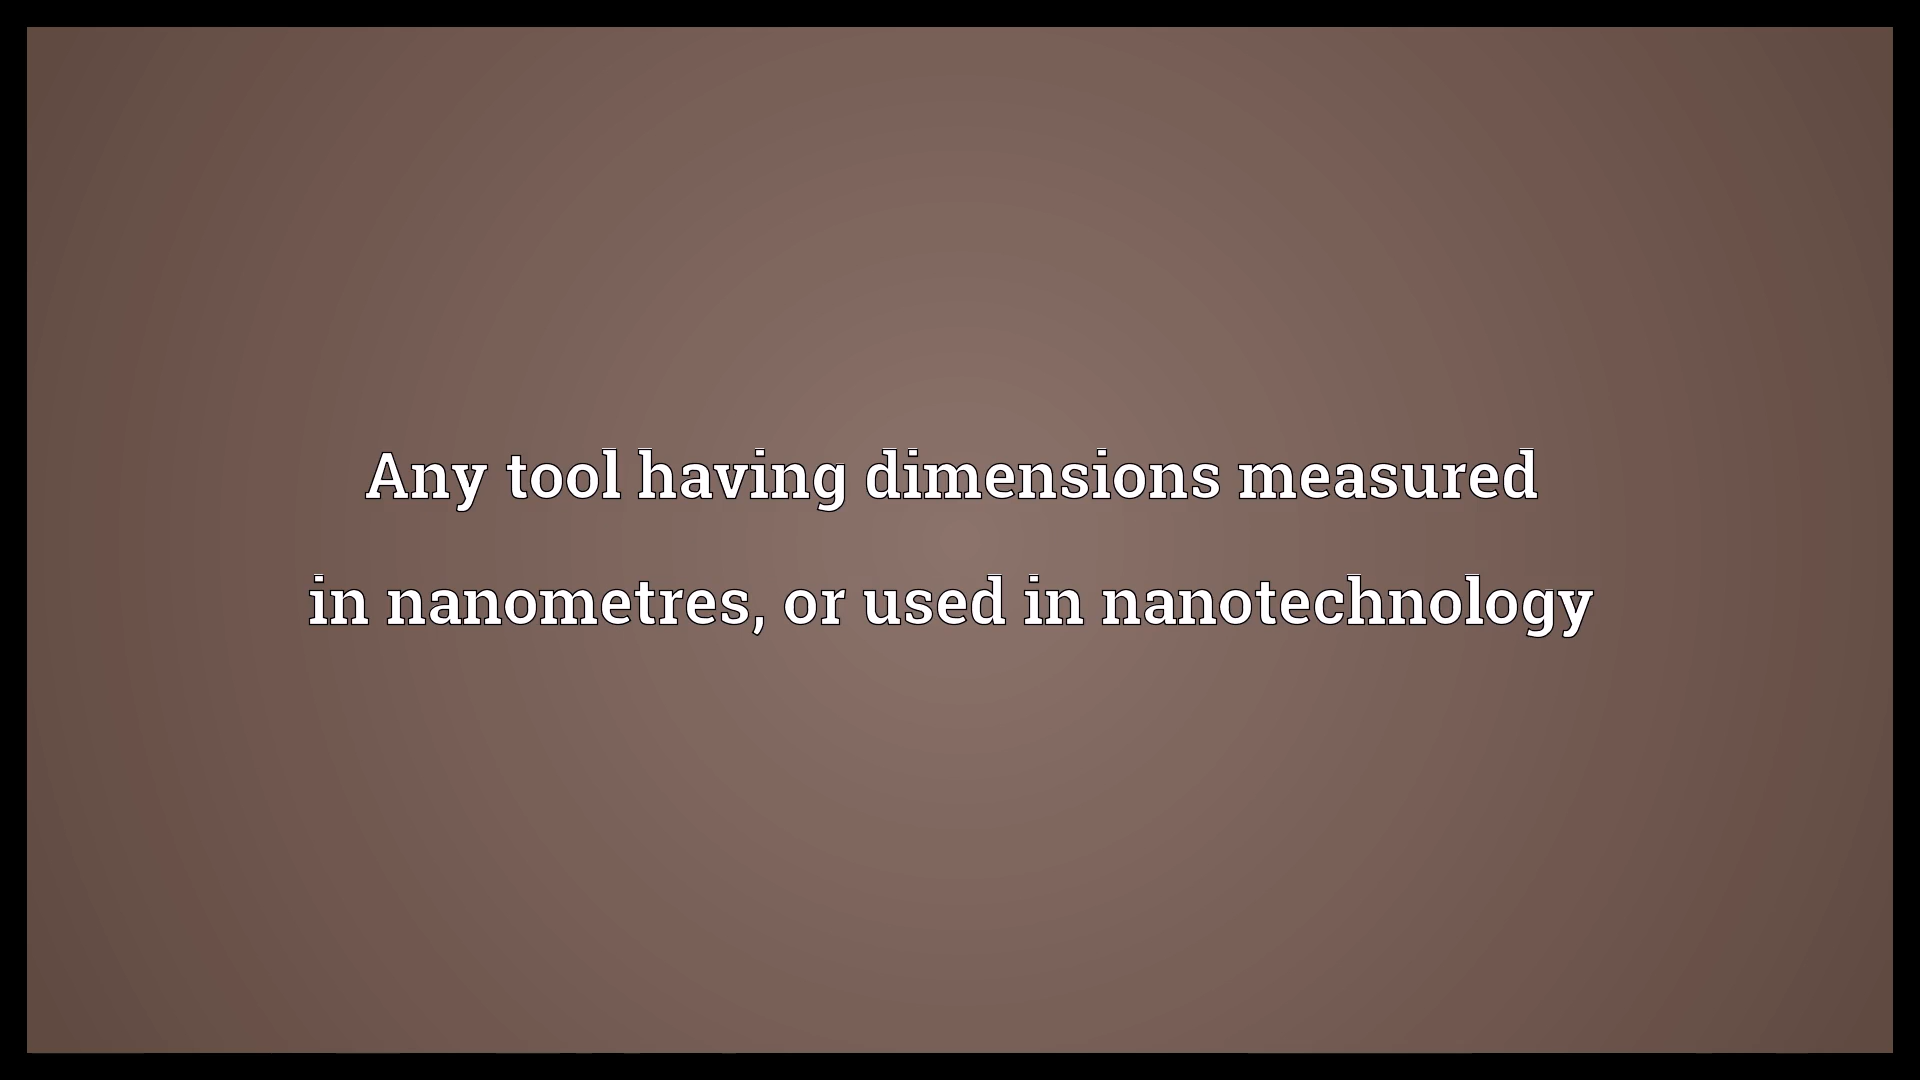 Any tool having dimensions measured
in nanometres, or used in nanotechnology